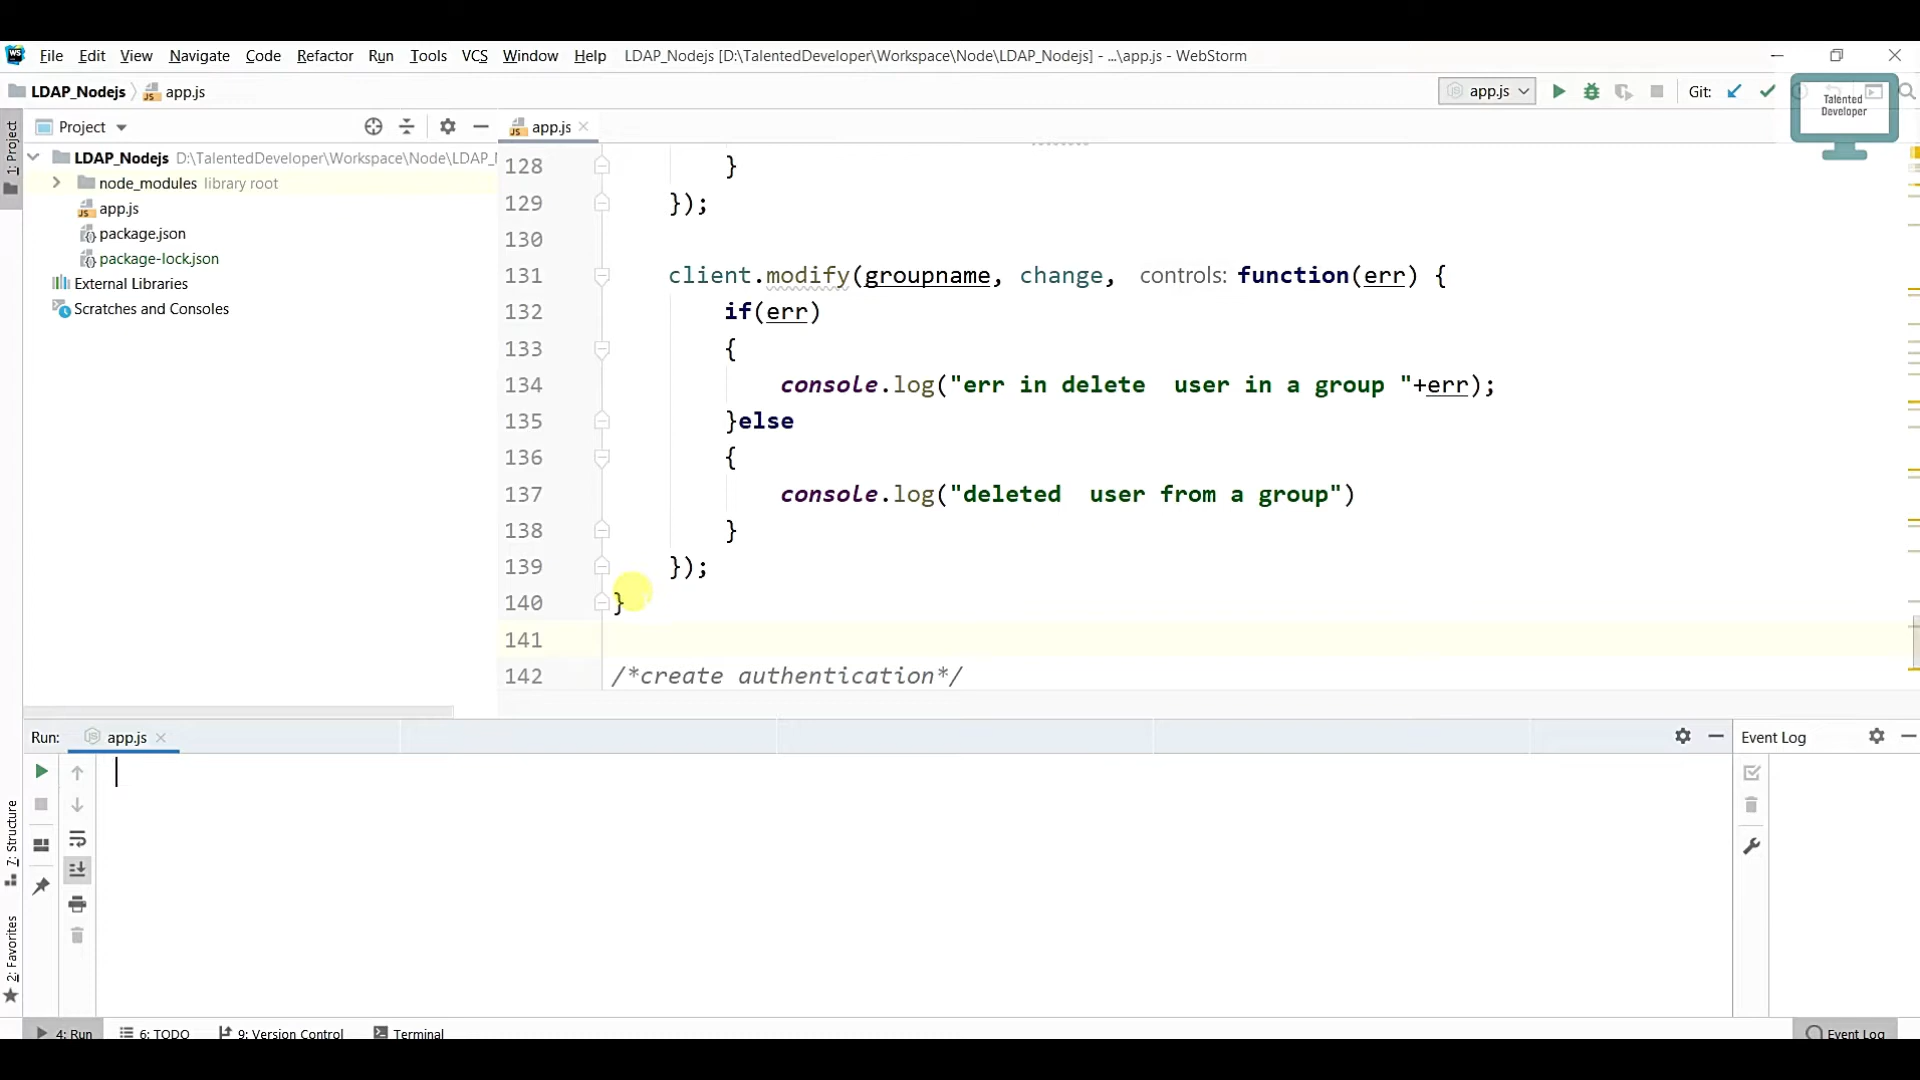 File Edit View Navigate Code Refactor Run Tools VCS Window Help LDAP_Nodejs [D:\TalentedDeveloper\Workspace\Node\LDAP_Nodejs] - ...\app.js - WebStorm
LDAP_Nodejs app.js app.js Git:
Talented
Developer
1: Project
Project
app.js
LDAP_Nodejs D:\TalentedDeveloper\Workspace\Node\LDAP_
node_modules library root
app.js
package.json
package-lock.json
External Libraries
Scratches and Consoles
128 }
129 });
130
131 client.modify(groupname, change, controls: function(err) {
132 if(err)
133 {
134 console.log("err in delete  user in a group "+err);
135 }else
136 {
137 console.log("deleted  user from a group")
138 }
139 });
140 }
141
142 /*create authentication*/
Run: app.js
Event Log
7: Structure
2: Favorites
4: Run 6: TODO 9: Version Control Terminal Event Log